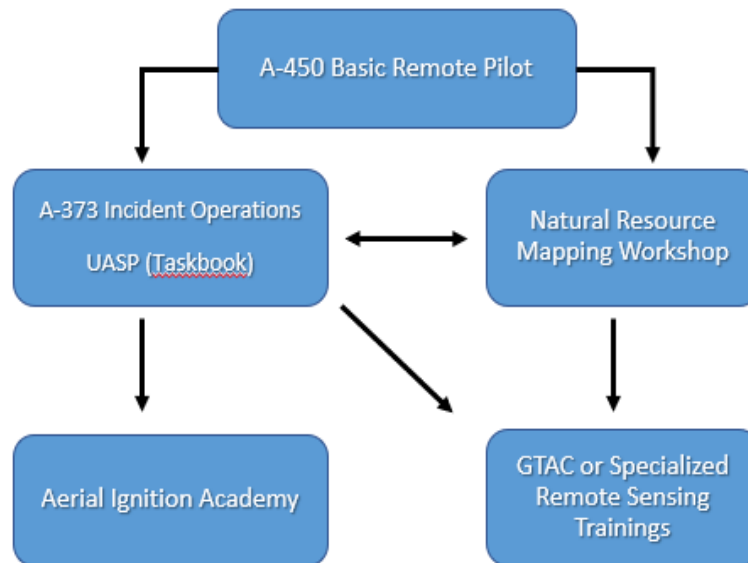 A-450 Basic Remote Pilot
A-373 Incident Operations
UASP (Taskbook)
Natural Resource
Mapping Workshop
Aerial Ignition Academy
GTAC or Specialized
Remote Sensing
Trainings